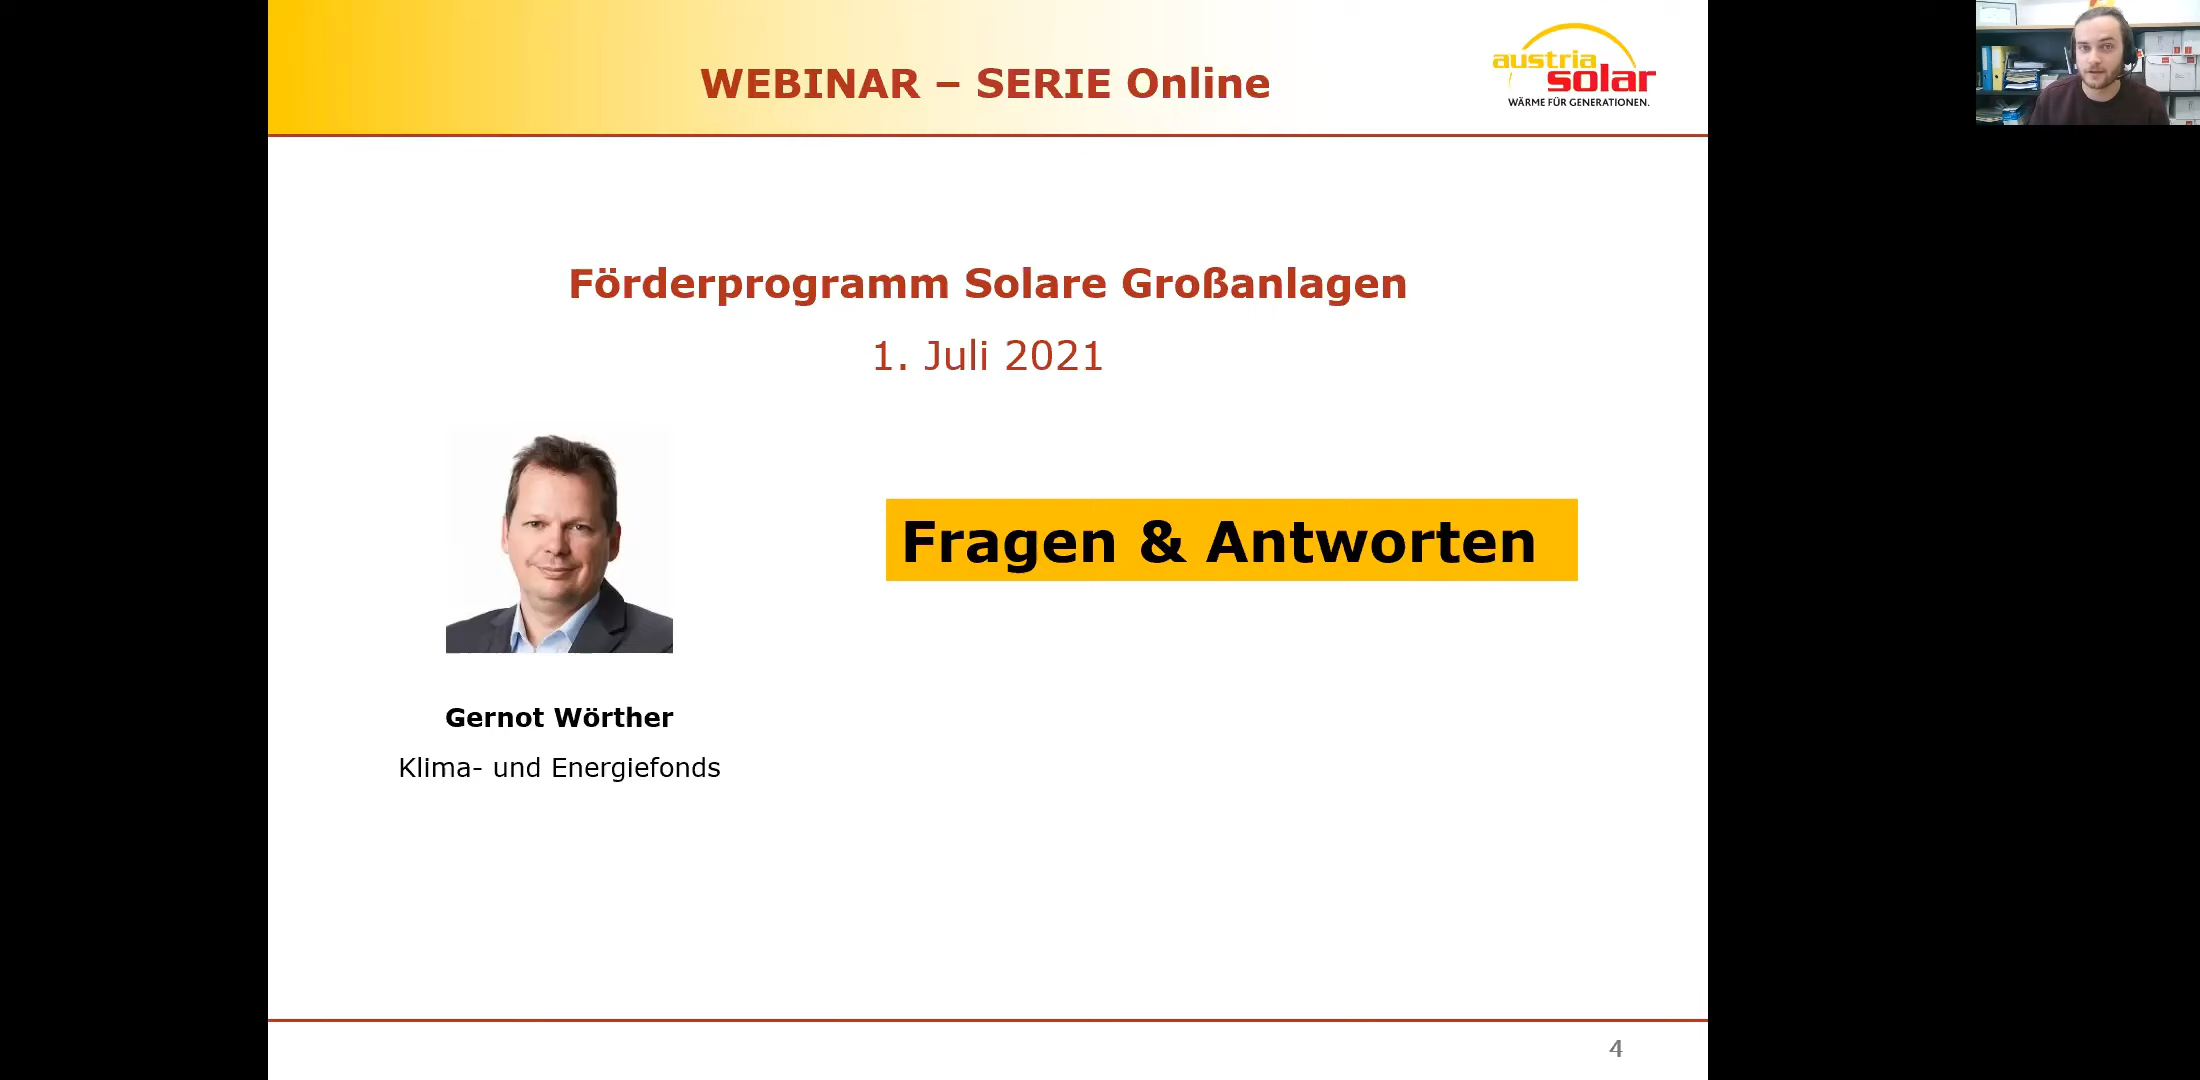 WEBINAR – SERIE Online
austria
solar
WÄRME FÜR GENERATIONEN.
Förderprogramm Solare Großanlagen
1. Juli 2021
Fragen & Antworten
Gernot Wörther
Klima- und Energiefonds
4